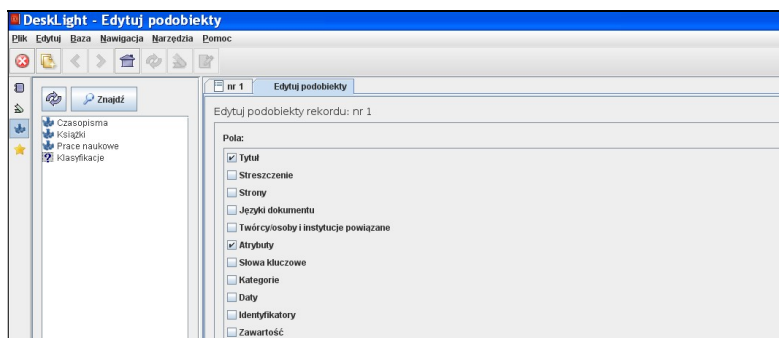 DeskLight - Edytuj podobiekty
Plik Edytuj Baza Nawigacja Narzędzia Pomoc
Znajdź
Czasopisma
Książki
Prace naukowe
Klasyfikacje
nr 1 Edytuj podobiekty
Edytuj podobiekty rekordu: nr 1
Pola:
Tytuł
Streszczenie
Strony
Języki dokumentu
Twórcy/osoby i instytucje powiązane
Atrybuty
Słowa kluczowe
Kategorie
Daty
Identyfikatory
Zawartość